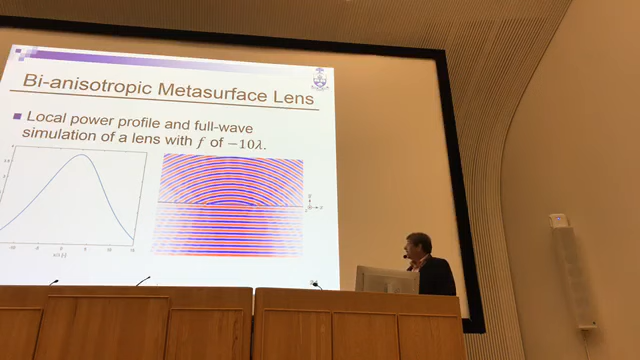 Bi-anisotropic Metasurface Lens
Local power profile and full-wave
simulation of a lens with f of −10λ.